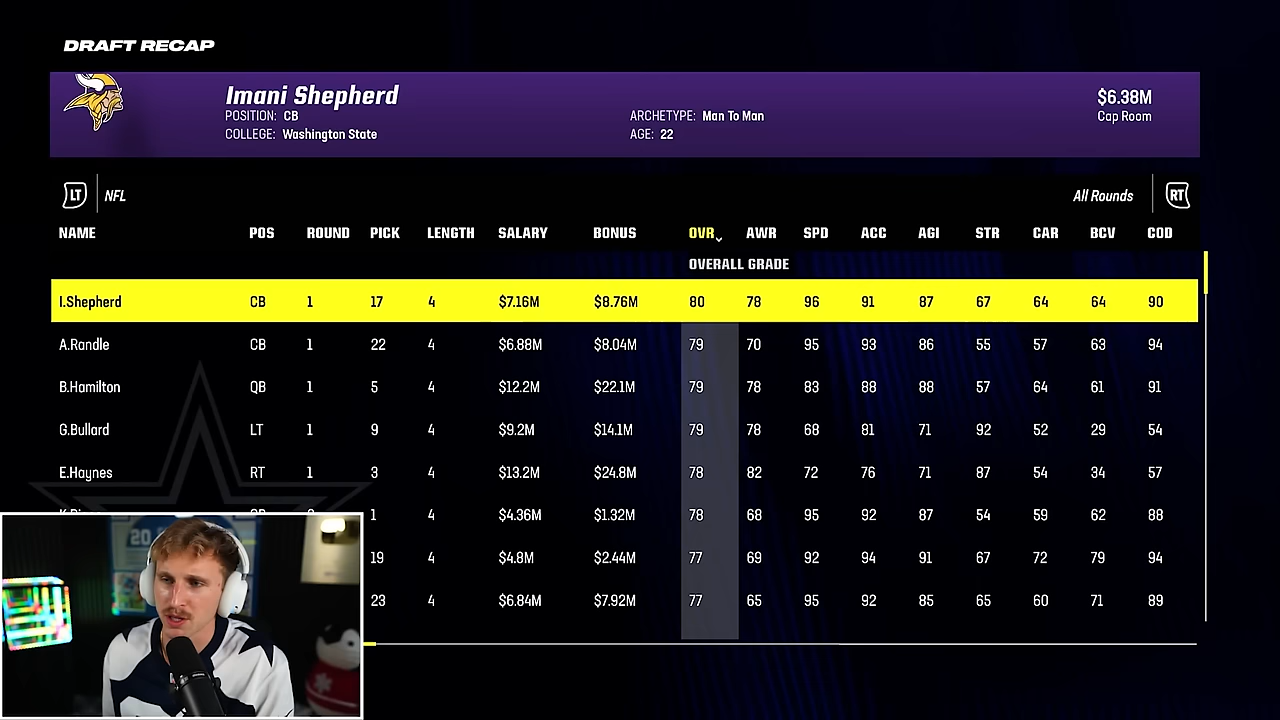 DRAFT RECAP
Imani Shepherd
POSITION: CB
COLLEGE: Washington State
ARCHETYPE: Man To Man
AGE: 22
$6.38M
Cap Room
LT NFL All Rounds RT
NAME POS ROUND PICK LENGTH SALARY BONUS OVR AWR SPD ACC AGI STR CAR BCV COD
OVERALL GRADE
I.Shepherd CB 1 17 4 $7.16M $8.76M 80 78 96 91 87 67 64 64 90
A.Randle CB 1 22 4 $6.88M $8.04M 79 70 95 93 86 55 57 63 94
B.Hamilton QB 1 5 4 $12.2M $22.1M 79 78 83 88 88 57 64 61 91
G.Bullard LT 1 9 4 $9.2M $14.1M 79 78 68 81 71 92 52 29 54
E.Haynes RT 1 3 4 $13.2M $24.8M 78 82 72 76 71 87 54 34 57
1 4 $4.36M $1.32M 78 68 95 92 87 54 59 62 88
19 4 $4.8M $2.44M 77 69 92 94 91 67 72 79 94
23 4 $6.84M $7.92M 77 65 95 92 85 65 60 71 89
20